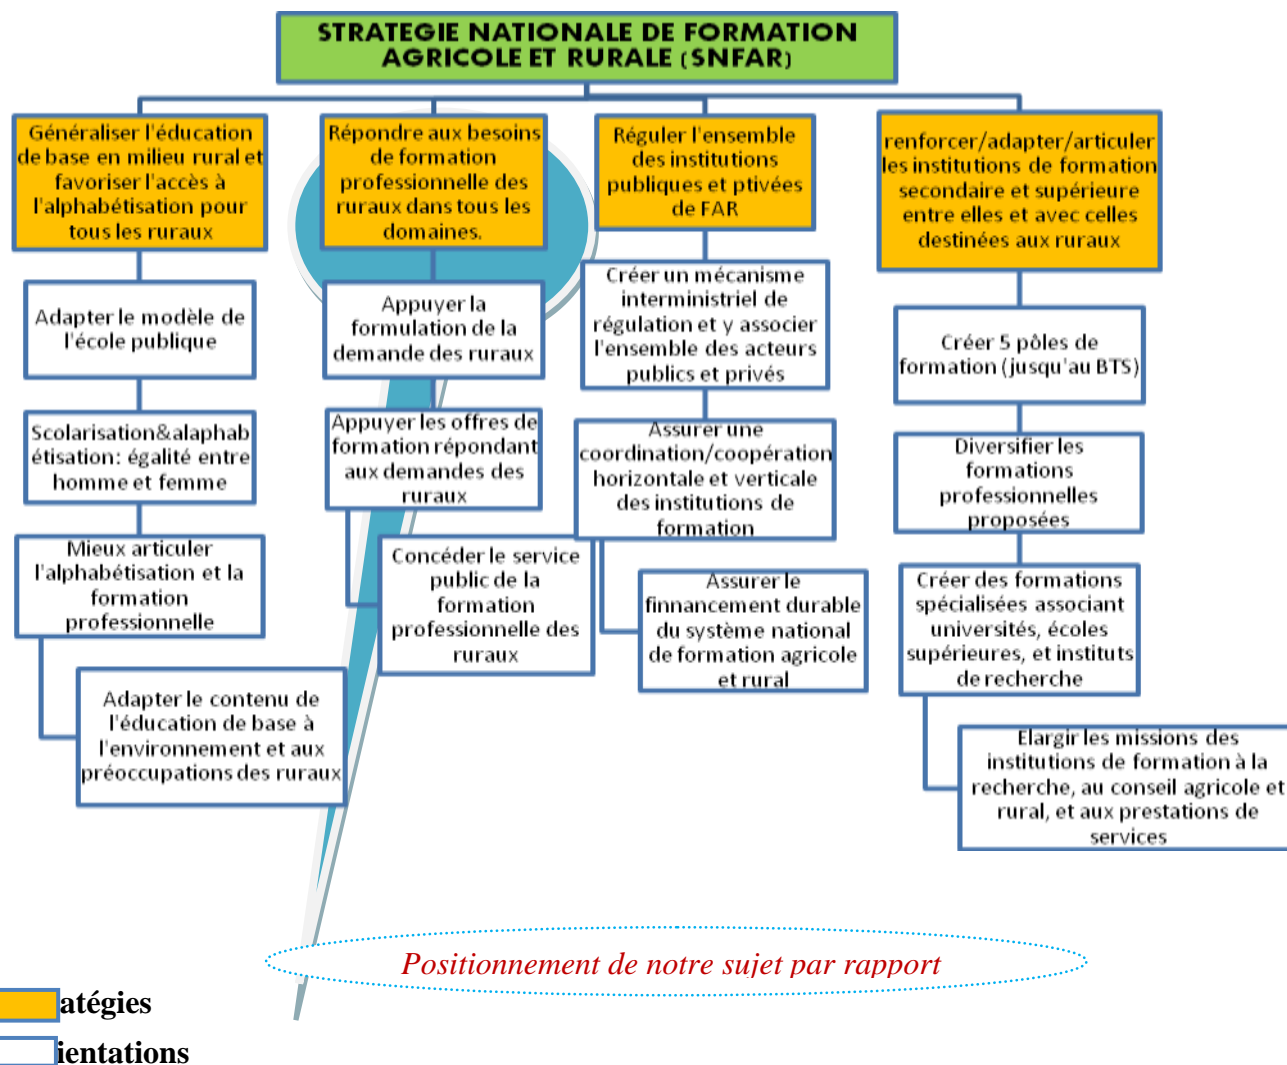 STRATEGIE NATIONALE DE FORMATION
AGRICOLE ET RURALE (SNFAR)
Généraliser l'éducation
de base en milieu rural et
favoriser l'accès à
l'alphabétisation pour
tous les ruraux
Adapter le modèle de
l'école publique
Scolarisation&alaphab
étisation: égalité entre
homme et femme
Mieux articuler
l'alphabétisation et la
formation
professionnelle
Adapter le contenu de
l'éducation de base à
l'environnement et aux
préoccupations des ruraux
Répondre aux besoins
de formation
professionnelle des
ruraux dans tous les
domaines.
Appuyer la
formulation de la
demande des ruraux
Appuyer les offres de
formation répondant
aux demandes des
ruraux
Concéder le service
public de la
formation
professionnelle des
ruraux
Réguler l'ensemble
des institutions
publiques et ptivées
de FAR
Créer un mécanisme
interministriel de
régulation et y associer
l'ensemble des acteurs
publics et privés
Assurer une
coordination/coopération
horizontale et verticale
des institutions de
formation
Assurer le
finnancement durable
du système national
de formation agricole
et rural
renforcer/adapter/articuler
les institutions de formation
secondaire et supérieure
entre elles et avec celles
destinées aux ruraux
Créer 5 pôles de
formation (jusqu'au BTS)
Diversifier les
formations
professionnelles
proposées
Créer des formations
spécialisées associant
universités, écoles
supérieures, et instituts
de recherche
Elargir les missions des
institutions de formation à la
recherche, au conseil agricole et
rural, et aux prestations de
services
Positionnement de notre sujet par rapport
atégies
ientations